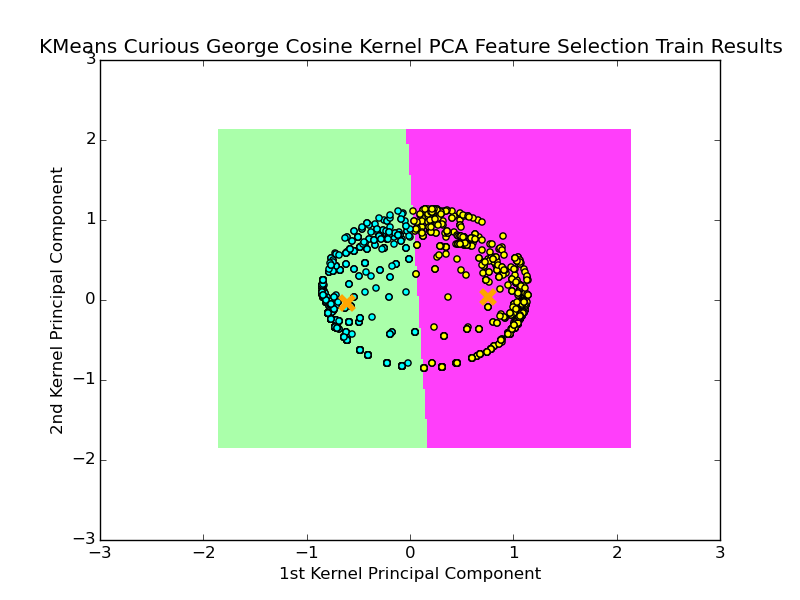 KMeans Curious George Cosine Kernel PCA Feature Selection Train Results
3
2
1
0
−1
−2
−3
2nd Kernel Principal Component
−3 −2 −1 0 1 2 3
1st Kernel Principal Component